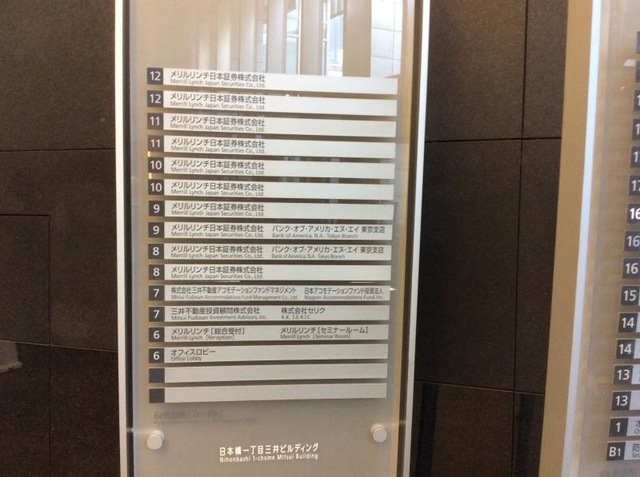 12 メリルリンチ日本証券株式会社
Merrill Lynch Japan Securities Co., Ltd.
12 メリルリンチ日本証券株式会社
Merrill Lynch Japan Securities Co., Ltd.
11 メリルリンチ日本証券株式会社
Merrill Lynch Japan Securities Co., Ltd.
11 メリルリンチ日本証券株式会社
Merrill Lynch Japan Securities Co., Ltd.
10 メリルリンチ日本証券株式会社
Merrill Lynch Japan Securities Co., Ltd.
10 メリルリンチ日本証券株式会社
Merrill Lynch Japan Securities Co., Ltd.
9 メリルリンチ日本証券株式会社
Merrill Lynch Japan Securities Co., Ltd.
9 メリルリンチ日本証券株式会社 バンク・オブ・アメリカ・エヌ・エイ 東京支店
Merrill Lynch Japan Securities Co., Ltd. Bank of America, N.A. Tokyo Branch
8 メリルリンチ日本証券株式会社 バンク・オブ・アメリカ・エヌ・エイ 東京支店
Merrill Lynch Japan Securities Co., Ltd. Bank of America, N.A. Tokyo Branch
8 メリルリンチ日本証券株式会社
Merrill Lynch Japan Securities Co., Ltd.
7 株式会社三井不動産アコモデーションファンドマネジメント 日本アコモデーションファンド投資法人
Mitsui Fudosan Accommodations Fund Management Co., Ltd. Nippon Accommodations Fund Inc.
7 三井不動産投資顧問株式会社 株式会社セリク
Mitsui Fudosan Investment Advisors, Inc. K.K. S.E.R.I.C.
6 メリルリンチ［総合受付］ メリルリンチ［セミナールーム］
Merrill Lynch [Reception] Merrill Lynch [Seminar Room]
6 オフィスロビー
Office Lobby
日本橋一丁目三井ビルディング
Nihonbashi 1-chome Mitsui Building
16
16
15
14
14
13
13
1
B1